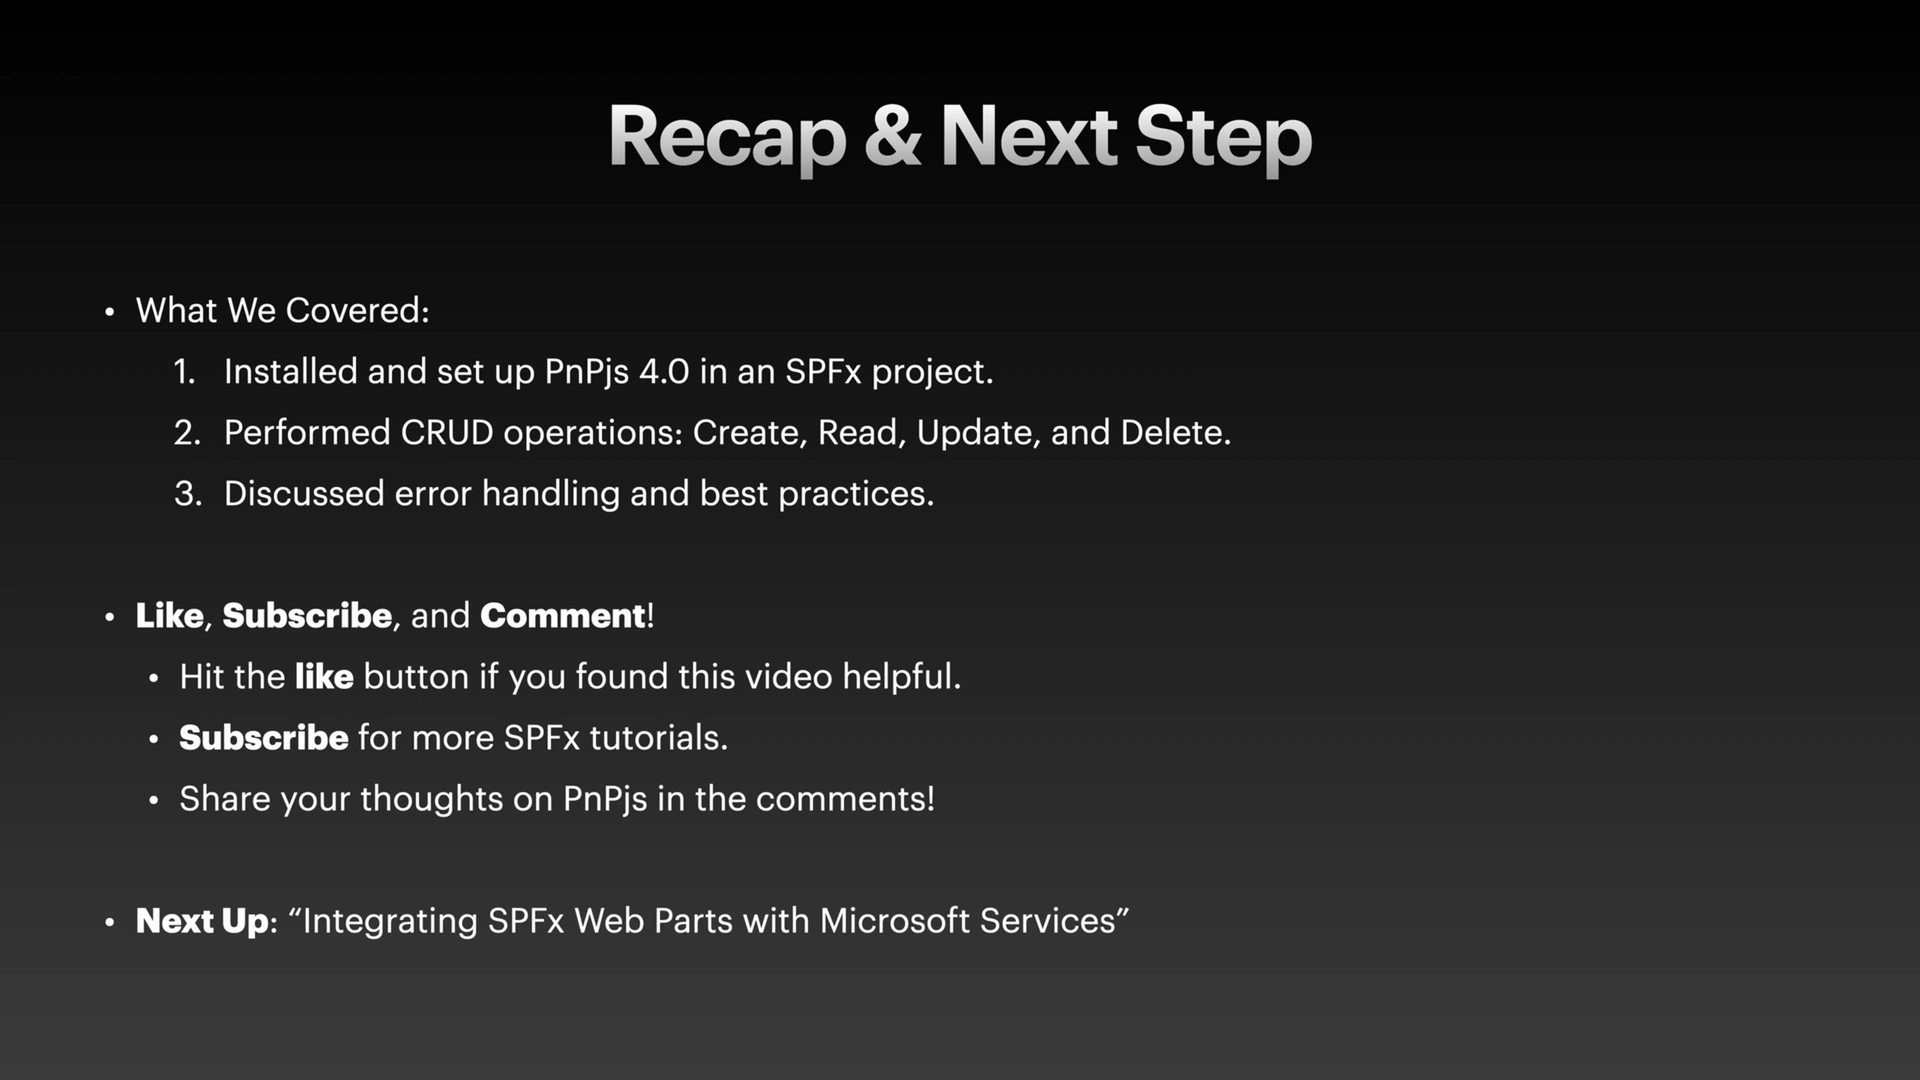 Recap & Next Step
• What We Covered:
1. Installed and set up PnPjs 4.0 in an SPFx project.
2. Performed CRUD operations: Create, Read, Update, and Delete.
3. Discussed error handling and best practices.
• Like, Subscribe, and Comment!
• Hit the like button if you found this video helpful.
• Subscribe for more SPFx tutorials.
• Share your thoughts on PnPjs in the comments!
• Next Up: “Integrating SPFx Web Parts with Microsoft Services”